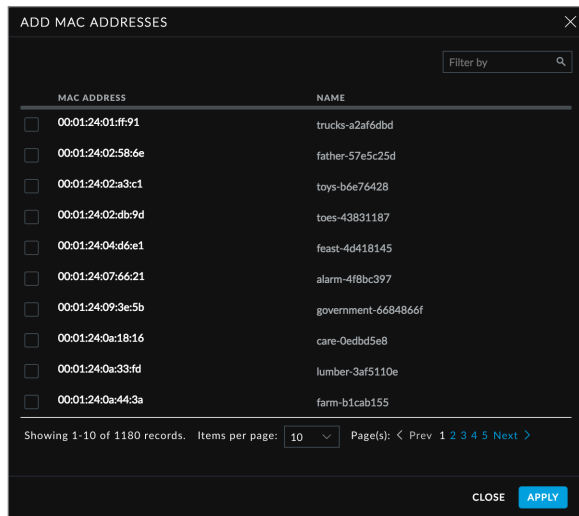 ADD MAC ADDRESSES
Filter by
MAC ADDRESS NAME
00:01:24:01:ff:91 trucks-a2af6dbd
00:01:24:02:58:6e father-57e5c25d
00:01:24:02:a3:c1 toys-b6e76428
00:01:24:02:db:9d toes-43831187
00:01:24:04:d6:e1 feast-4d418145
00:01:24:07:66:21 alarm-4f8bc397
00:01:24:09:3e:5b government-6684866f
00:01:24:0a:18:16 care-0edbd5e8
00:01:24:0a:33:fd lumber-3af5110e
00:01:24:0a:44:3a farm-b1cab155
Showing 1-10 of 1180 records. Items per page: 10 Page(s): < Prev 1 2 3 4 5 Next >
CLOSE APPLY